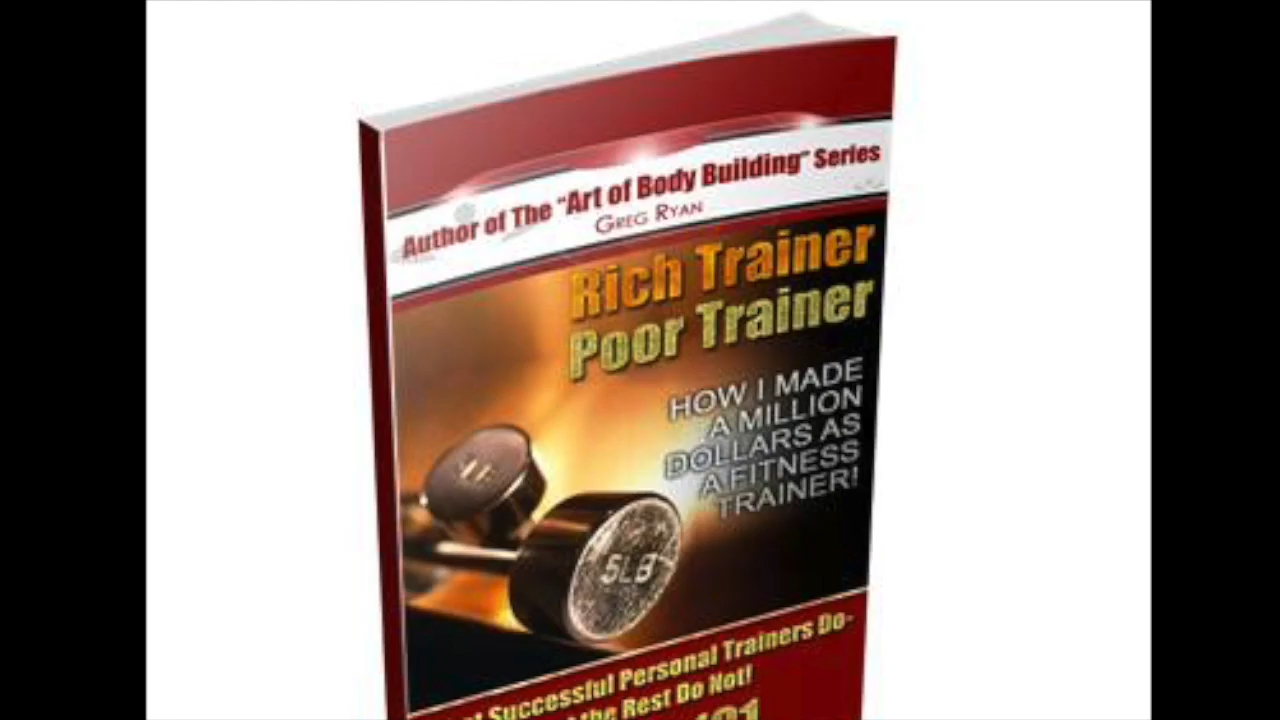 Author of The "Art of Body Building" Series
GREG RYAN
Rich Trainer
Poor Trainer
HOW I MADE
A MILLION
DOLLARS AS
A FITNESS
TRAINER!
5LB
Successful Personal Trainers Do-
the Rest Do Not!
101